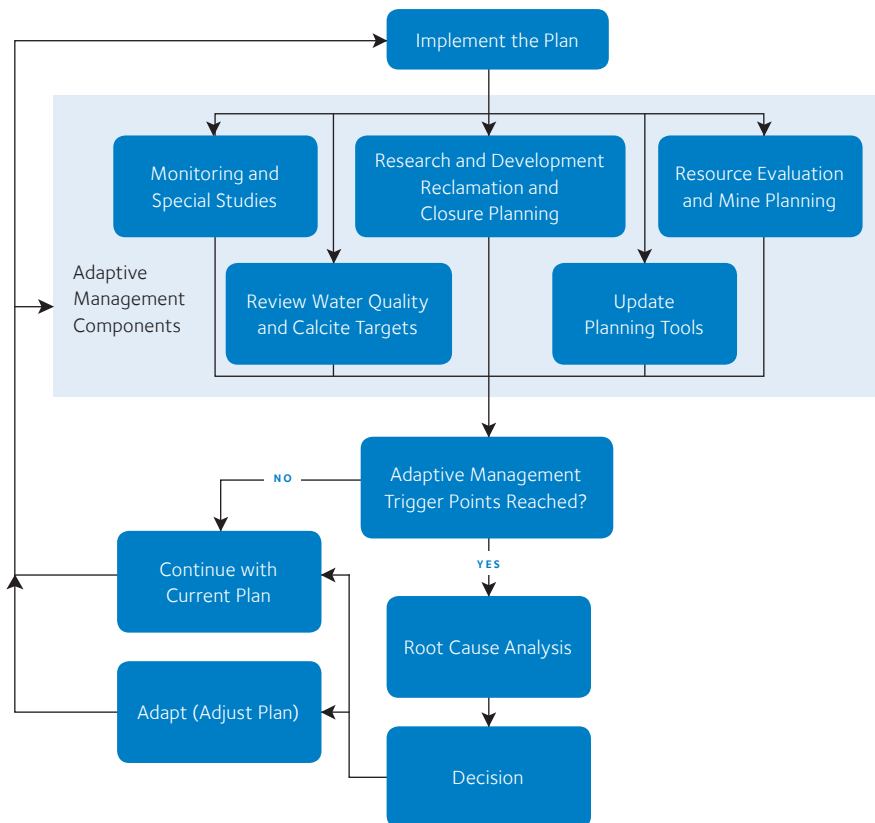 Implement the Plan
Monitoring and
Special Studies
Research and Development
Reclamation and
Closure Planning
Resource Evaluation
and Mine Planning
Adaptive
Management
Components
Review Water Quality
and Calcite Targets
Update
Planning Tools
Adaptive Management
Trigger Points Reached?
NO
YES
Continue with
Current Plan
Root Cause Analysis
Adapt (Adjust Plan)
Decision